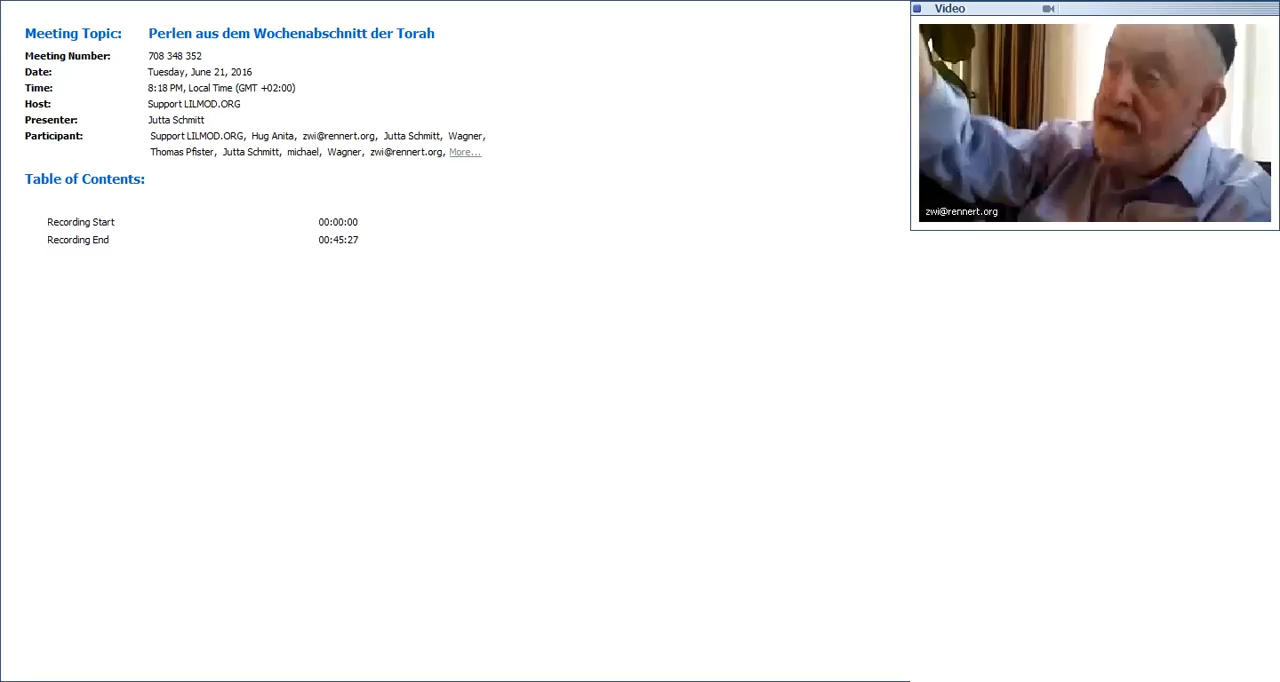 Meeting Topic: Perlen aus dem Wochenabschnitt der Torah
Meeting Number: 708 348 352
Date: Tuesday, June 21, 2016
Time: 8:18 PM, Local Time (GMT +02:00)
Host: Support LILMOD.ORG
Presenter: Jutta Schmitt
Participant: Support LILMOD.ORG, Hug Anita, zwi@rennert.org, Jutta Schmitt, Wagner,
Thomas Pfister, Jutta Schmitt, michael, Wagner, zwi@rennert.org, More...
Table of Contents:
Recording Start 00:00:00
Recording End 00:45:27
Video
zwi@rennert.org